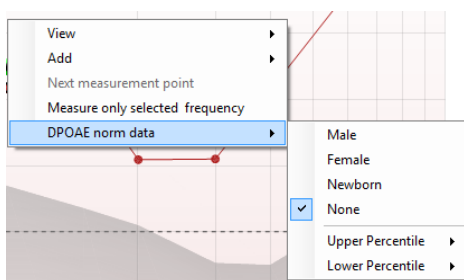 View
Add
Next measurement point
Measure only selected frequency
DPOAE norm data
Male
Female
Newborn
None
Upper Percentile
Lower Percentile